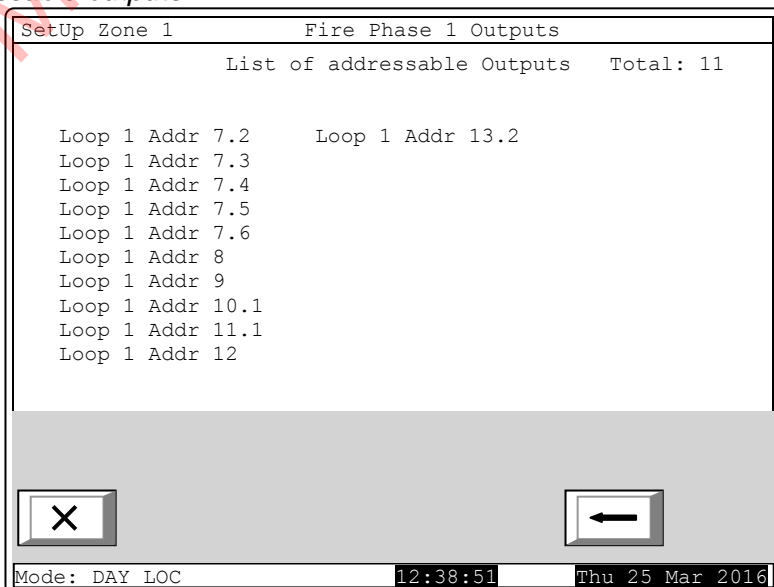 SetUp Zone 1 Fire Phase 1 Outputs
List of addressable Outputs Total: 11
Loop 1 Addr 7.2 Loop 1 Addr 13.2
Loop 1 Addr 7.3
Loop 1 Addr 7.4
Loop 1 Addr 7.5
Loop 1 Addr 7.6
Loop 1 Addr 8
Loop 1 Addr 9
Loop 1 Addr 10.1
Loop 1 Addr 11.1
Loop 1 Addr 12
Mode: DAY LOC 12:38:51 Thu 25 Mar 2016